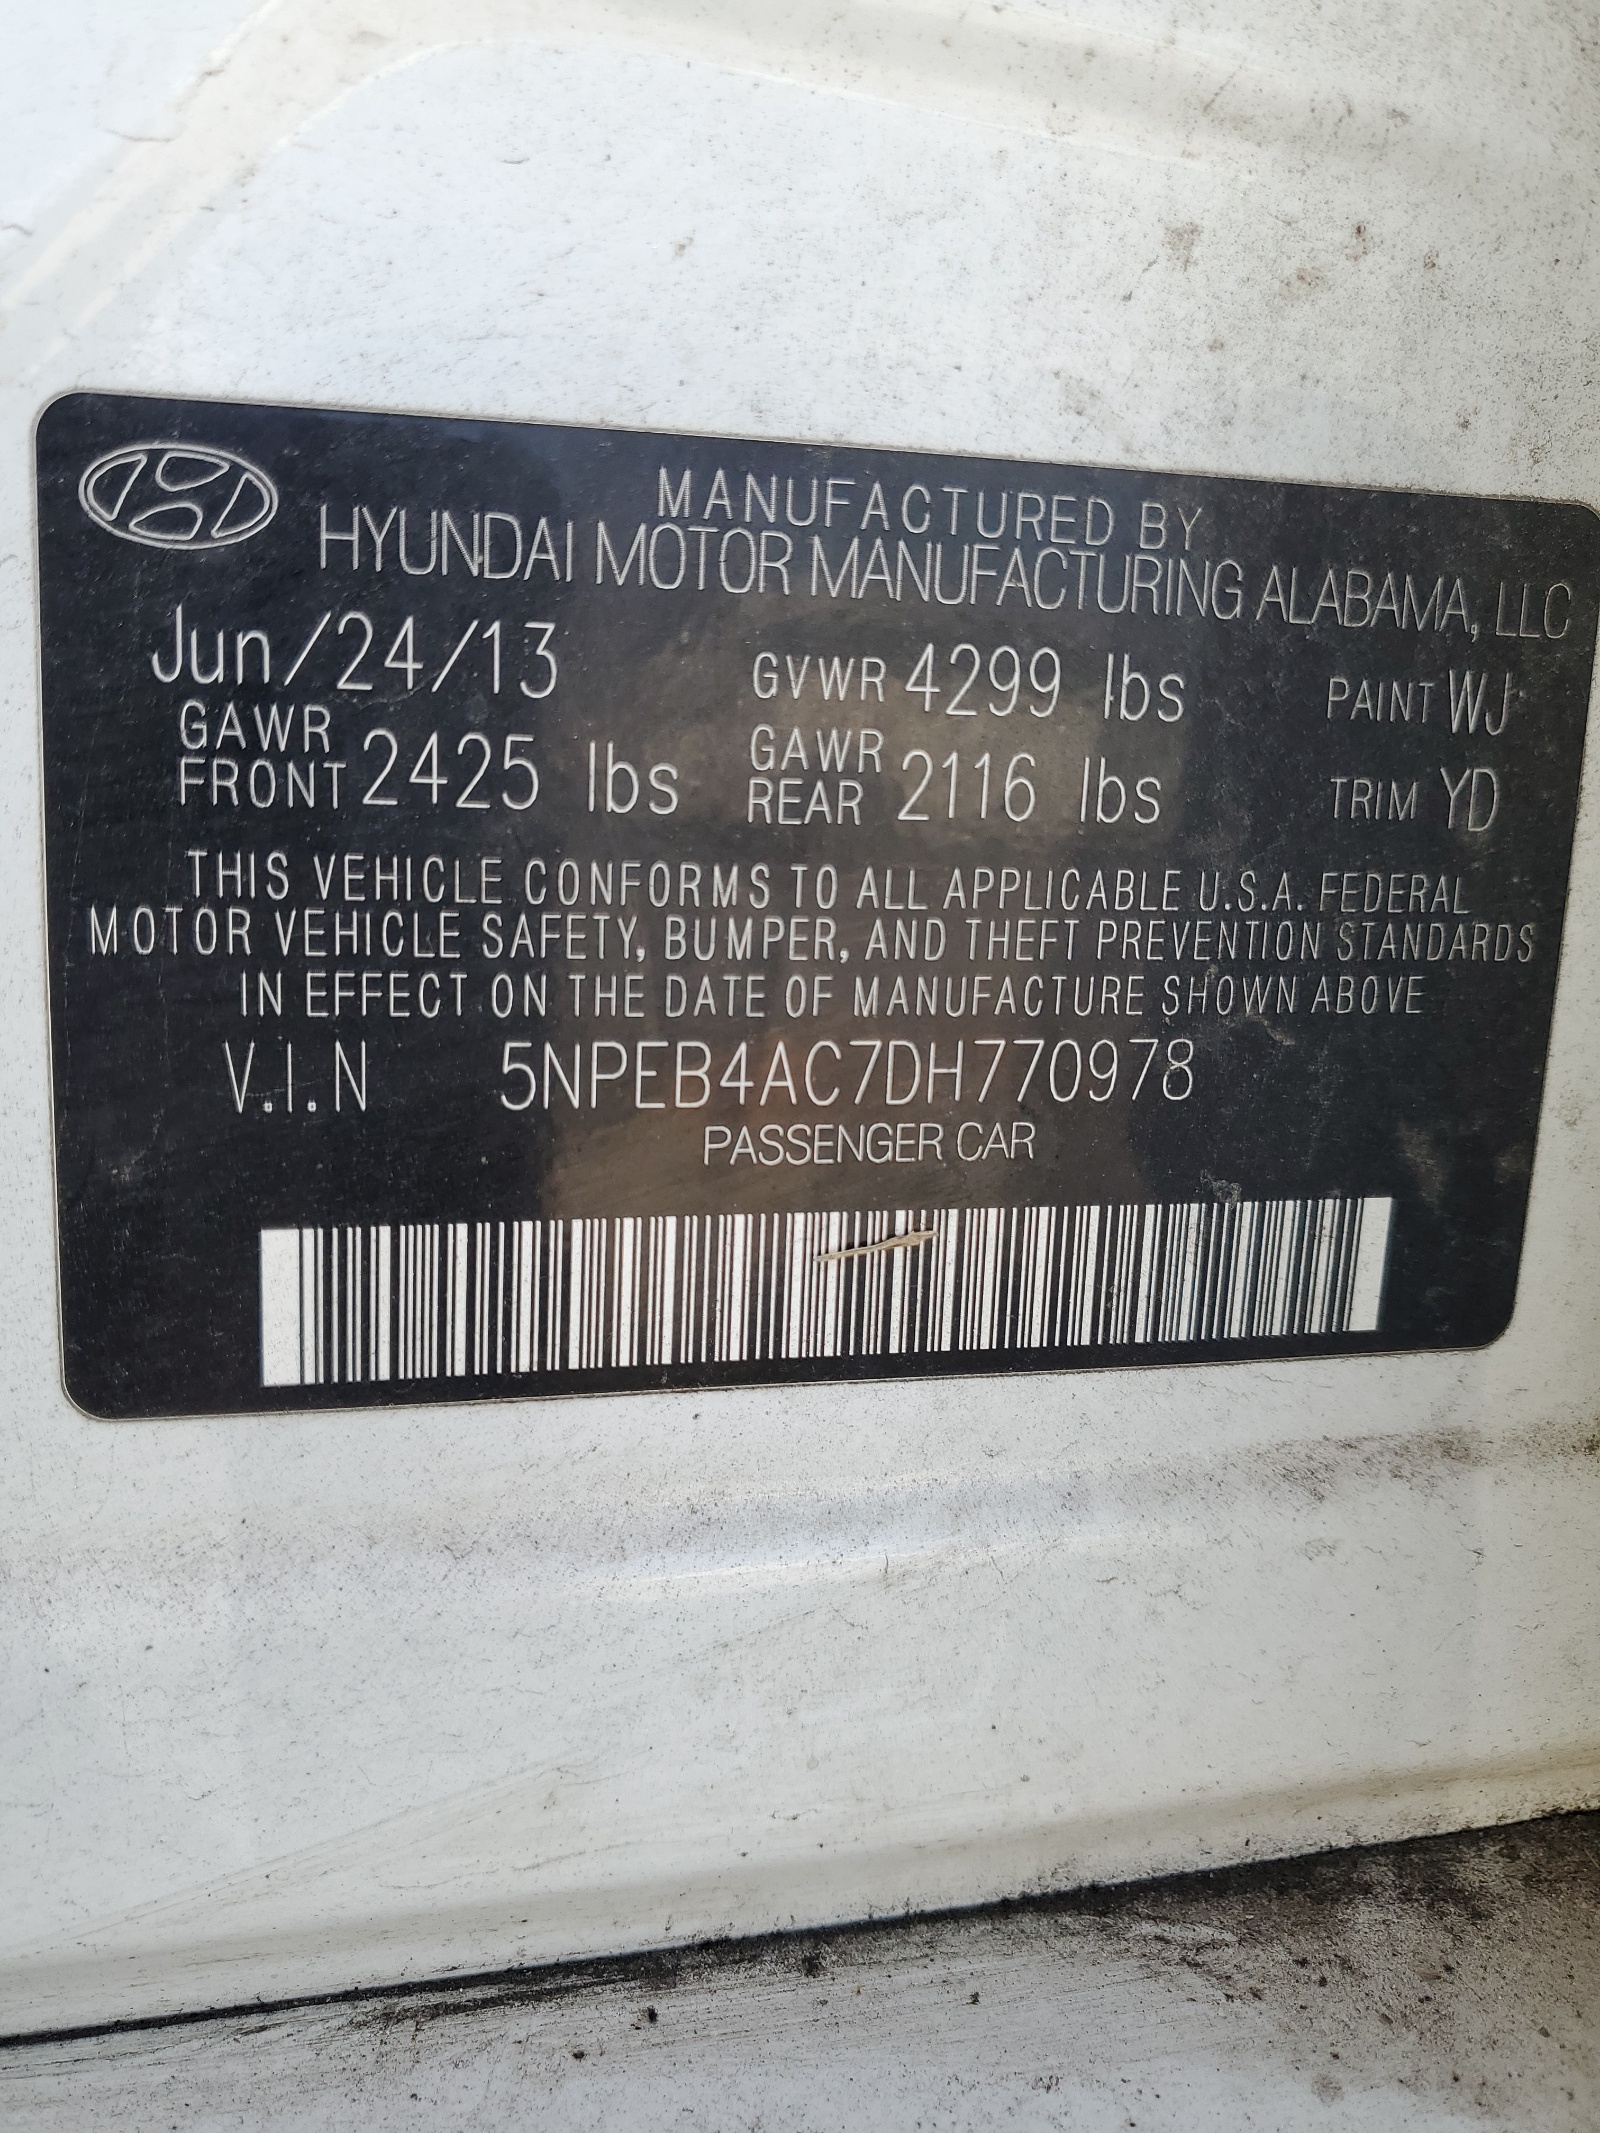 MANUFACTURED BY
HYUNDAI MOTOR MANUFACTURING ALABAMA, LLC
Jun/24/13 GVWR 4299 lbs PAINT WJ
GAWR FRONT 2425 lbs GAWR REAR 2116 lbs TRIM YD
THIS VEHICLE CONFORMS TO ALL APPLICABLE U.S.A. FEDERAL
MOTOR VEHICLE SAFETY, BUMPER, AND THEFT PREVENTION STANDARDS
IN EFFECT ON THE DATE OF MANUFACTURE SHOWN ABOVE
V.I.N 5NPEB4AC7DH770978
PASSENGER CAR